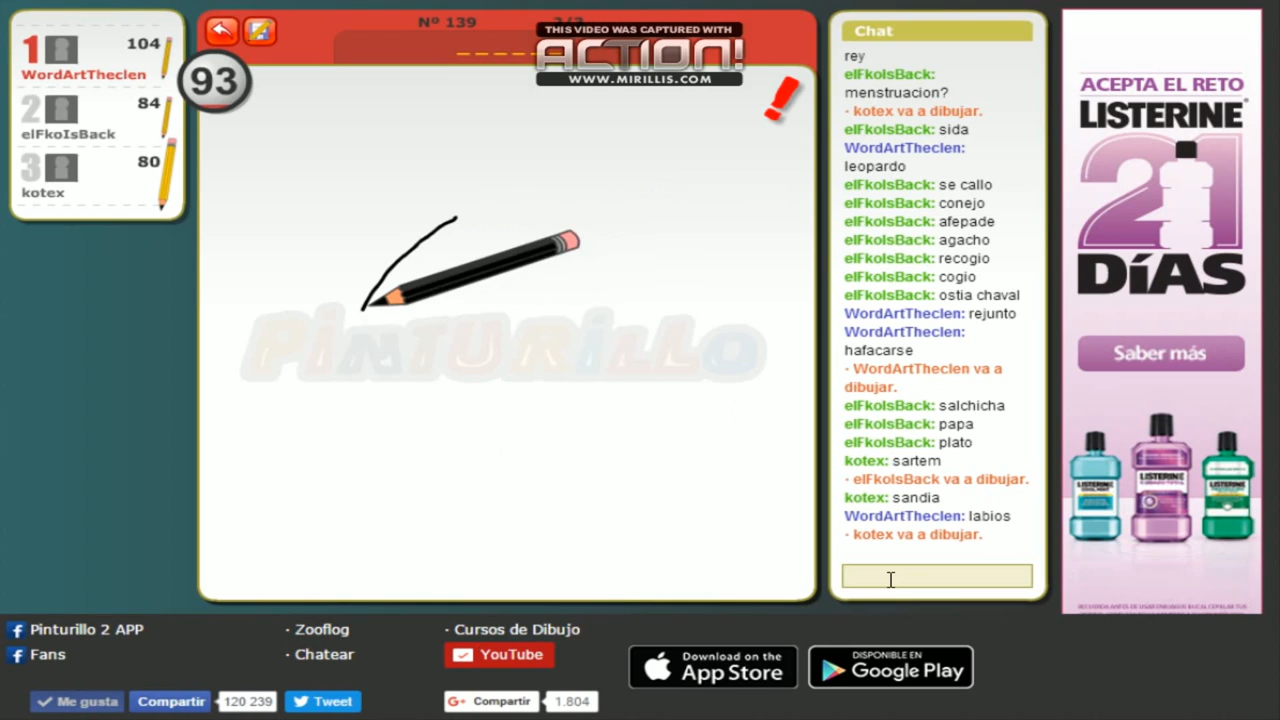 1
104
WordArtTheclen
2
84
elFkoIsBack
3
80
kotex
93
Nº 139
THIS VIDEO WAS CAPTURED WITH
ACTION!
WWW.MIRILLIS.COM
PINTURILLO
Chat
rey
elFkoIsBack:
menstruacion?
· kotex va a dibujar.
elFkoIsBack: sida
WordArtTheclen:
leopardo
elFkoIsBack: se callo
elFkoIsBack: conejo
elFkoIsBack: afepade
elFkoIsBack: agacho
elFkoIsBack: recogio
elFkoIsBack: cogio
elFkoIsBack: ostia chaval
WordArtTheclen: rejunto
WordArtTheclen:
hafacarse
· WordArtTheclen va a
dibujar.
elFkoIsBack: salchicha
elFkoIsBack: papa
elFkoIsBack: plato
kotex: sartem
· elFkoIsBack va a dibujar.
kotex: sandia
WordArtTheclen: labios
· kotex va a dibujar.
ACEPTA EL RETO
LISTERINE
21
DíAS
Saber más
LISTERINE
LISTERINE
LISTERINE
Pinturillo 2 APP
Fans
· Zooflog
· Chatear
· Cursos de Dibujo
YouTube
Download on the
App Store
DISPONIBLE EN
Google Play
Me gusta
Compartir
120 239
Tweet
G+ Compartir
1.804